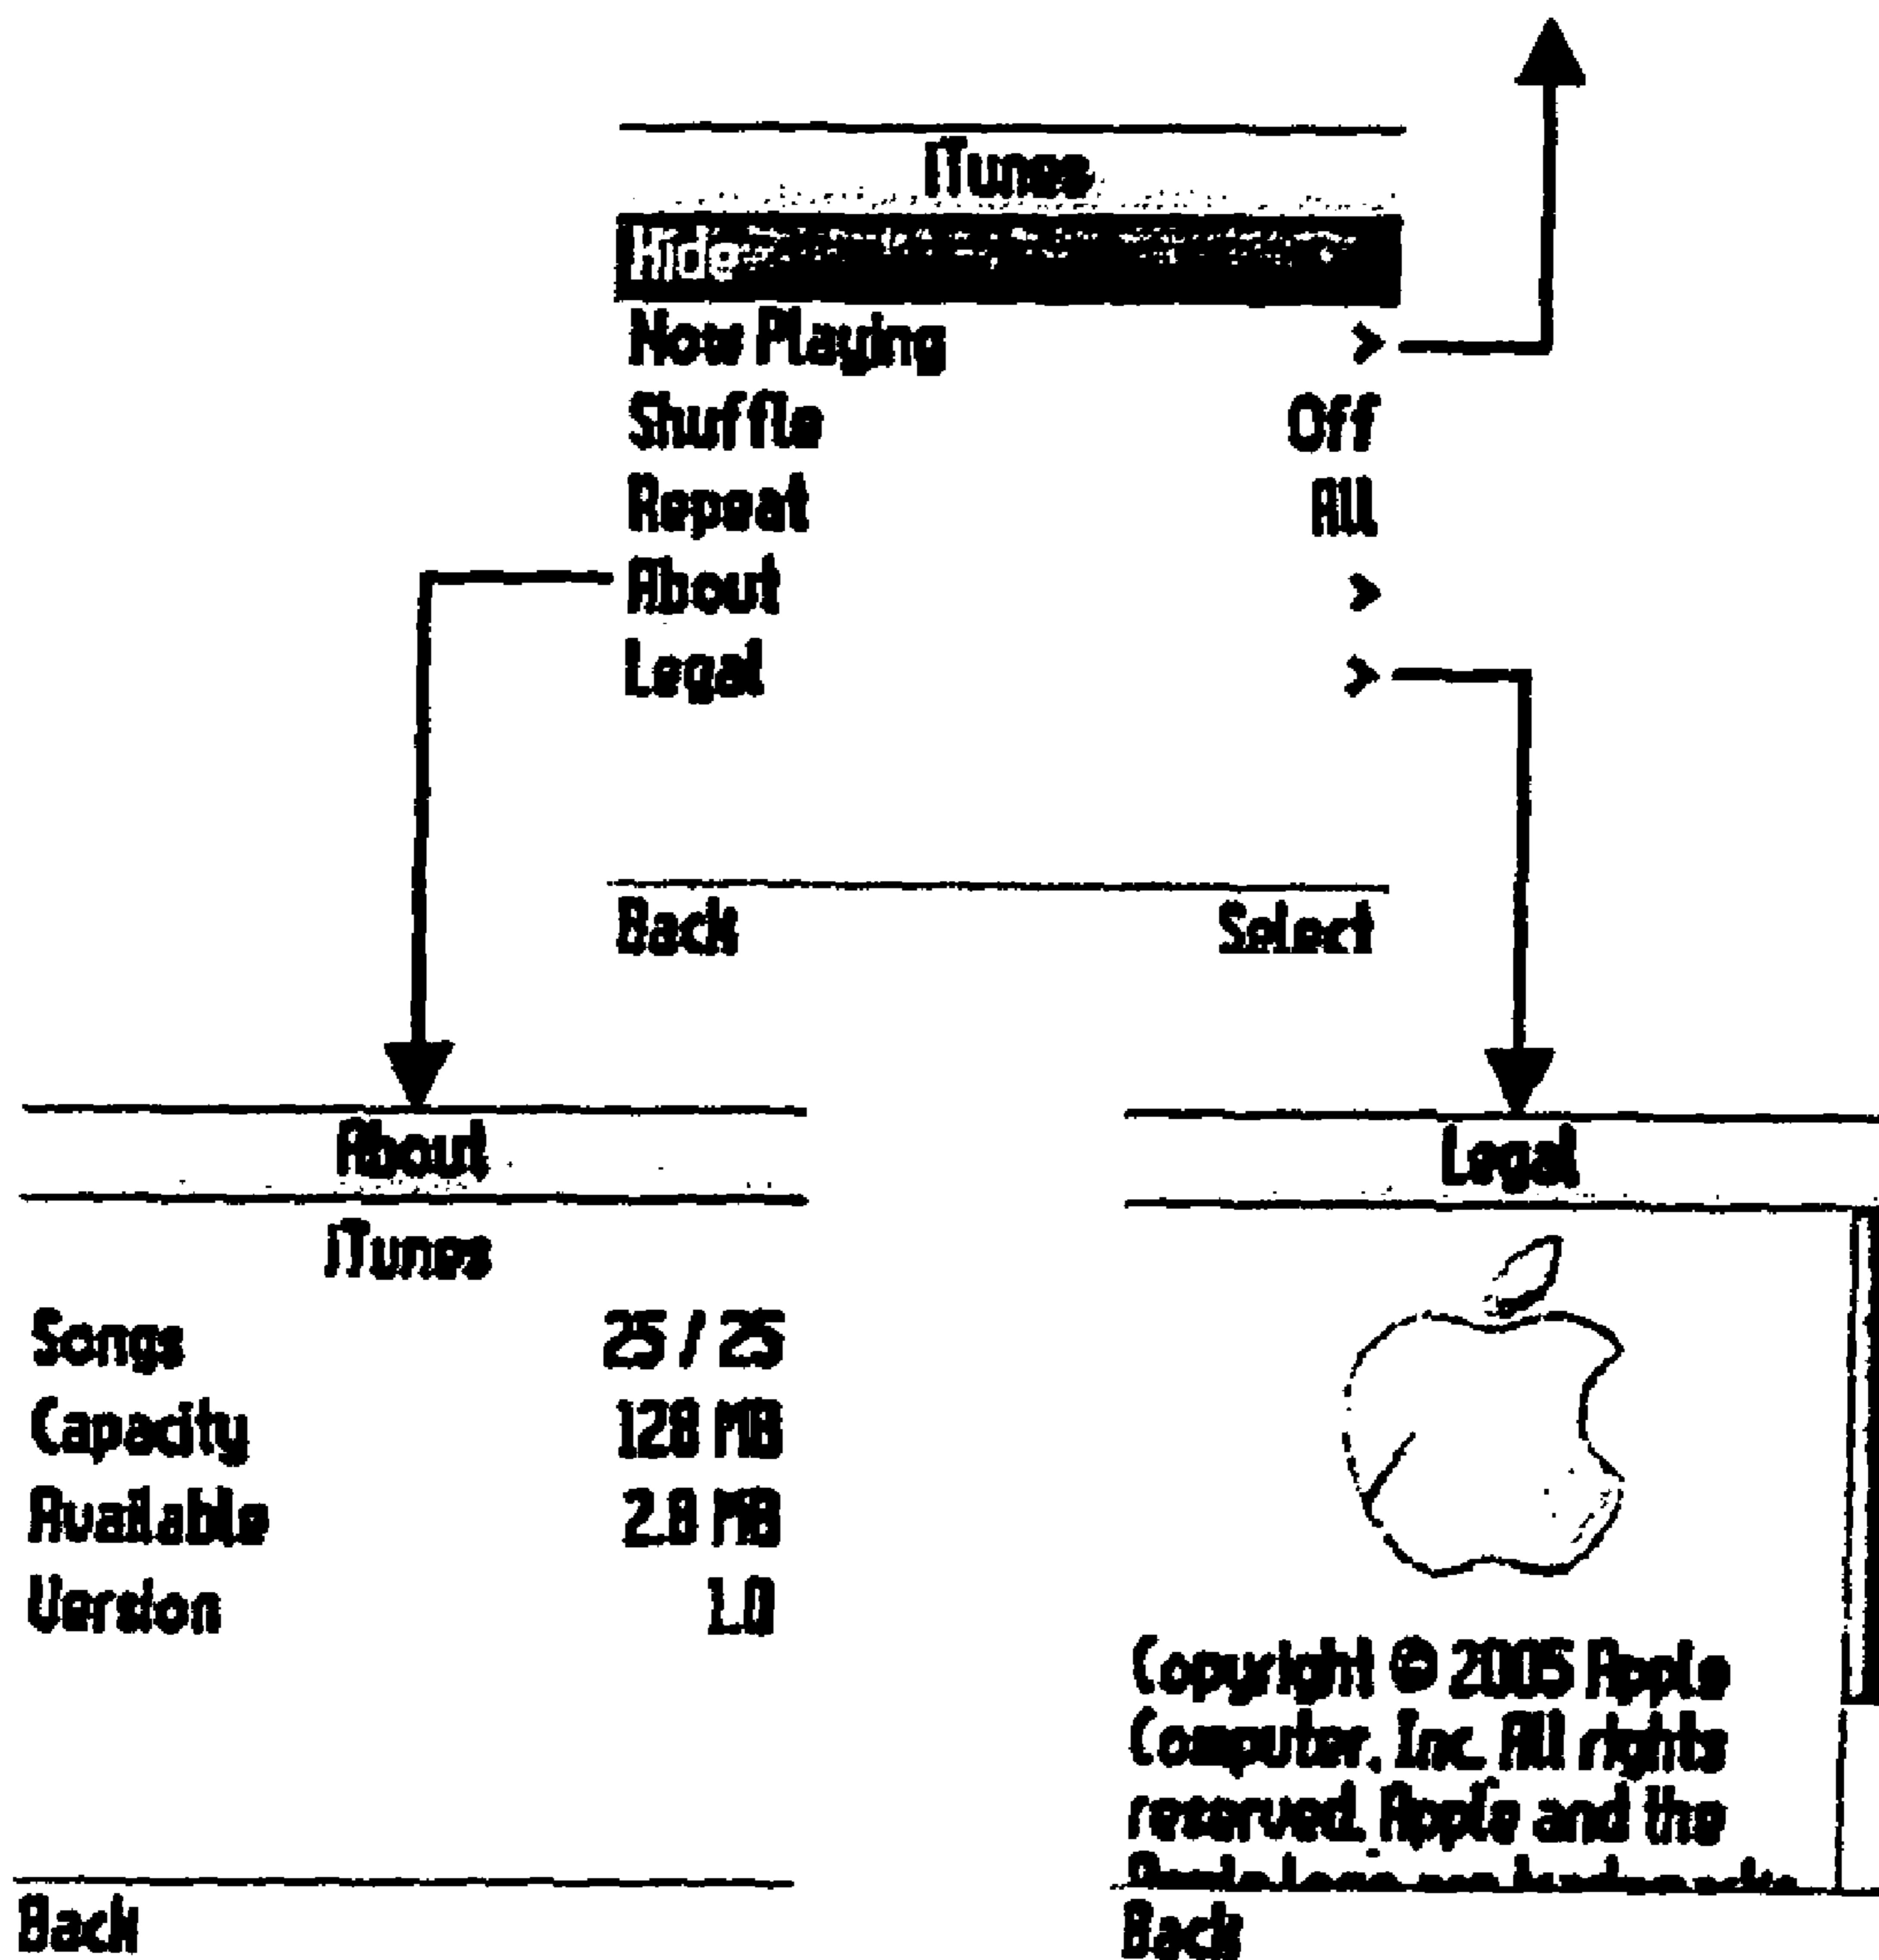 iTunes
Hide
Now Playing >
Shuffle Off
Repeat All
About >
Legal >
Back Select
About
iTunes
Songs 25 / 25
Capacity 128 MB
Available 2.8 MB
Version 1.0
Back
Legal
Copyright © 2005 Apple
Computer, Inc. All rights
reserved. Apple and the
Back